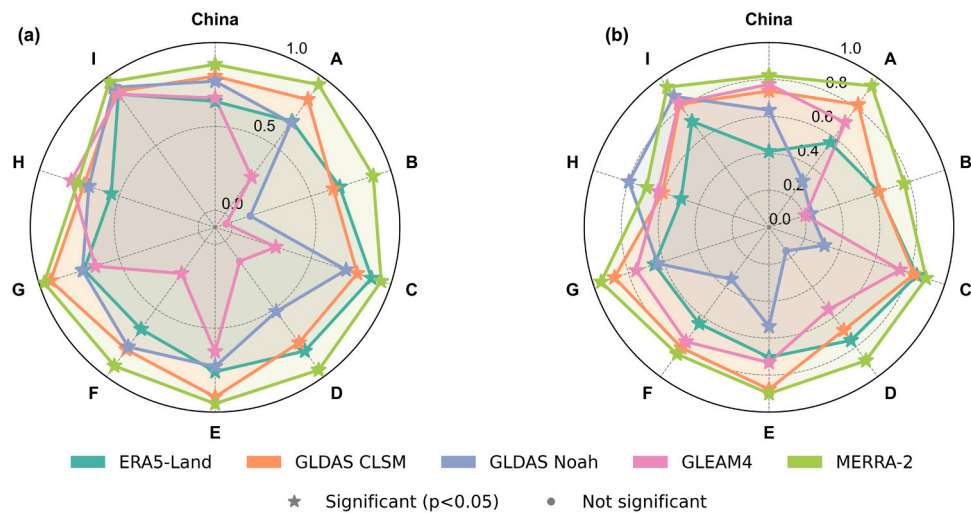 China
China
(a)
1.0
(b)
1.0
I
A
I
A
0.8
0.5
0.6
H
B
H
0.4
B
0.2
0.0
0.0
G
C
G
C
F
D
F
D
E
E
ERA5-Land
GLDAS CLSM
GLDAS Noah
GLEAM4
MERRA-2
Significant (p<0.05)
Not significant